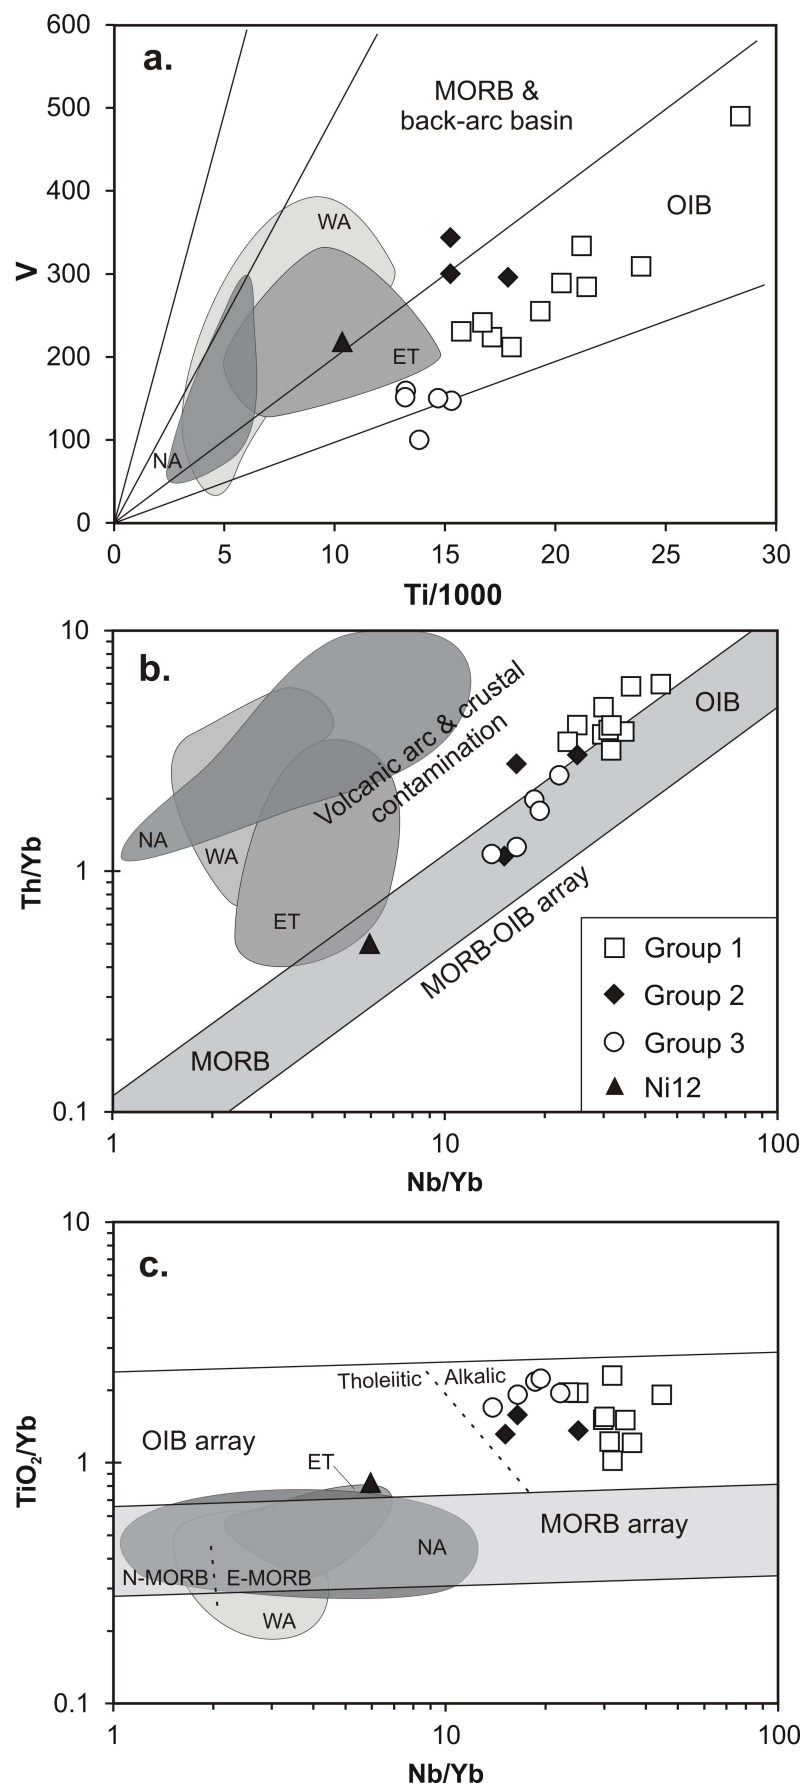 600
a.
MORB &
500
back-arc basin
400
OIB
WA
V
300
ET
200
100
NA
0
0 5 10 15 20 25 30
Ti/1000
10
b.
Volcanic arc & crustal
contamination
OIB
NA
WA
1
Th/Yb
ET
MORB-OIB array
Group 1
Group 2
Group 3
MORB
Ni12
0.1
1 10 100
Nb/Yb
10
c.
Tholeiitic Alkalic
OIB array
ET
1
TiO2/Yb
MORB array
NA
N-MORB E-MORB
WA
0.1
1 10 100
Nb/Yb